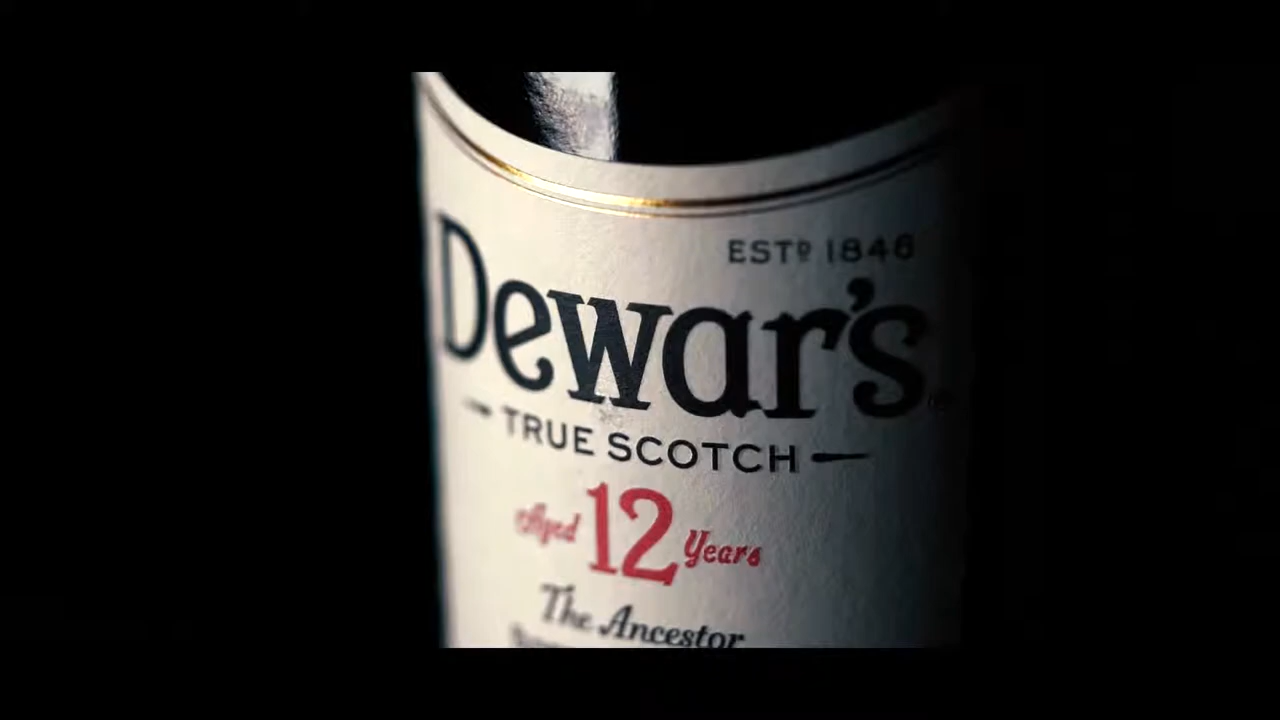 ESTD 1846
Dewar's
TRUE SCOTCH
Aged 12 Years
The Ancestor